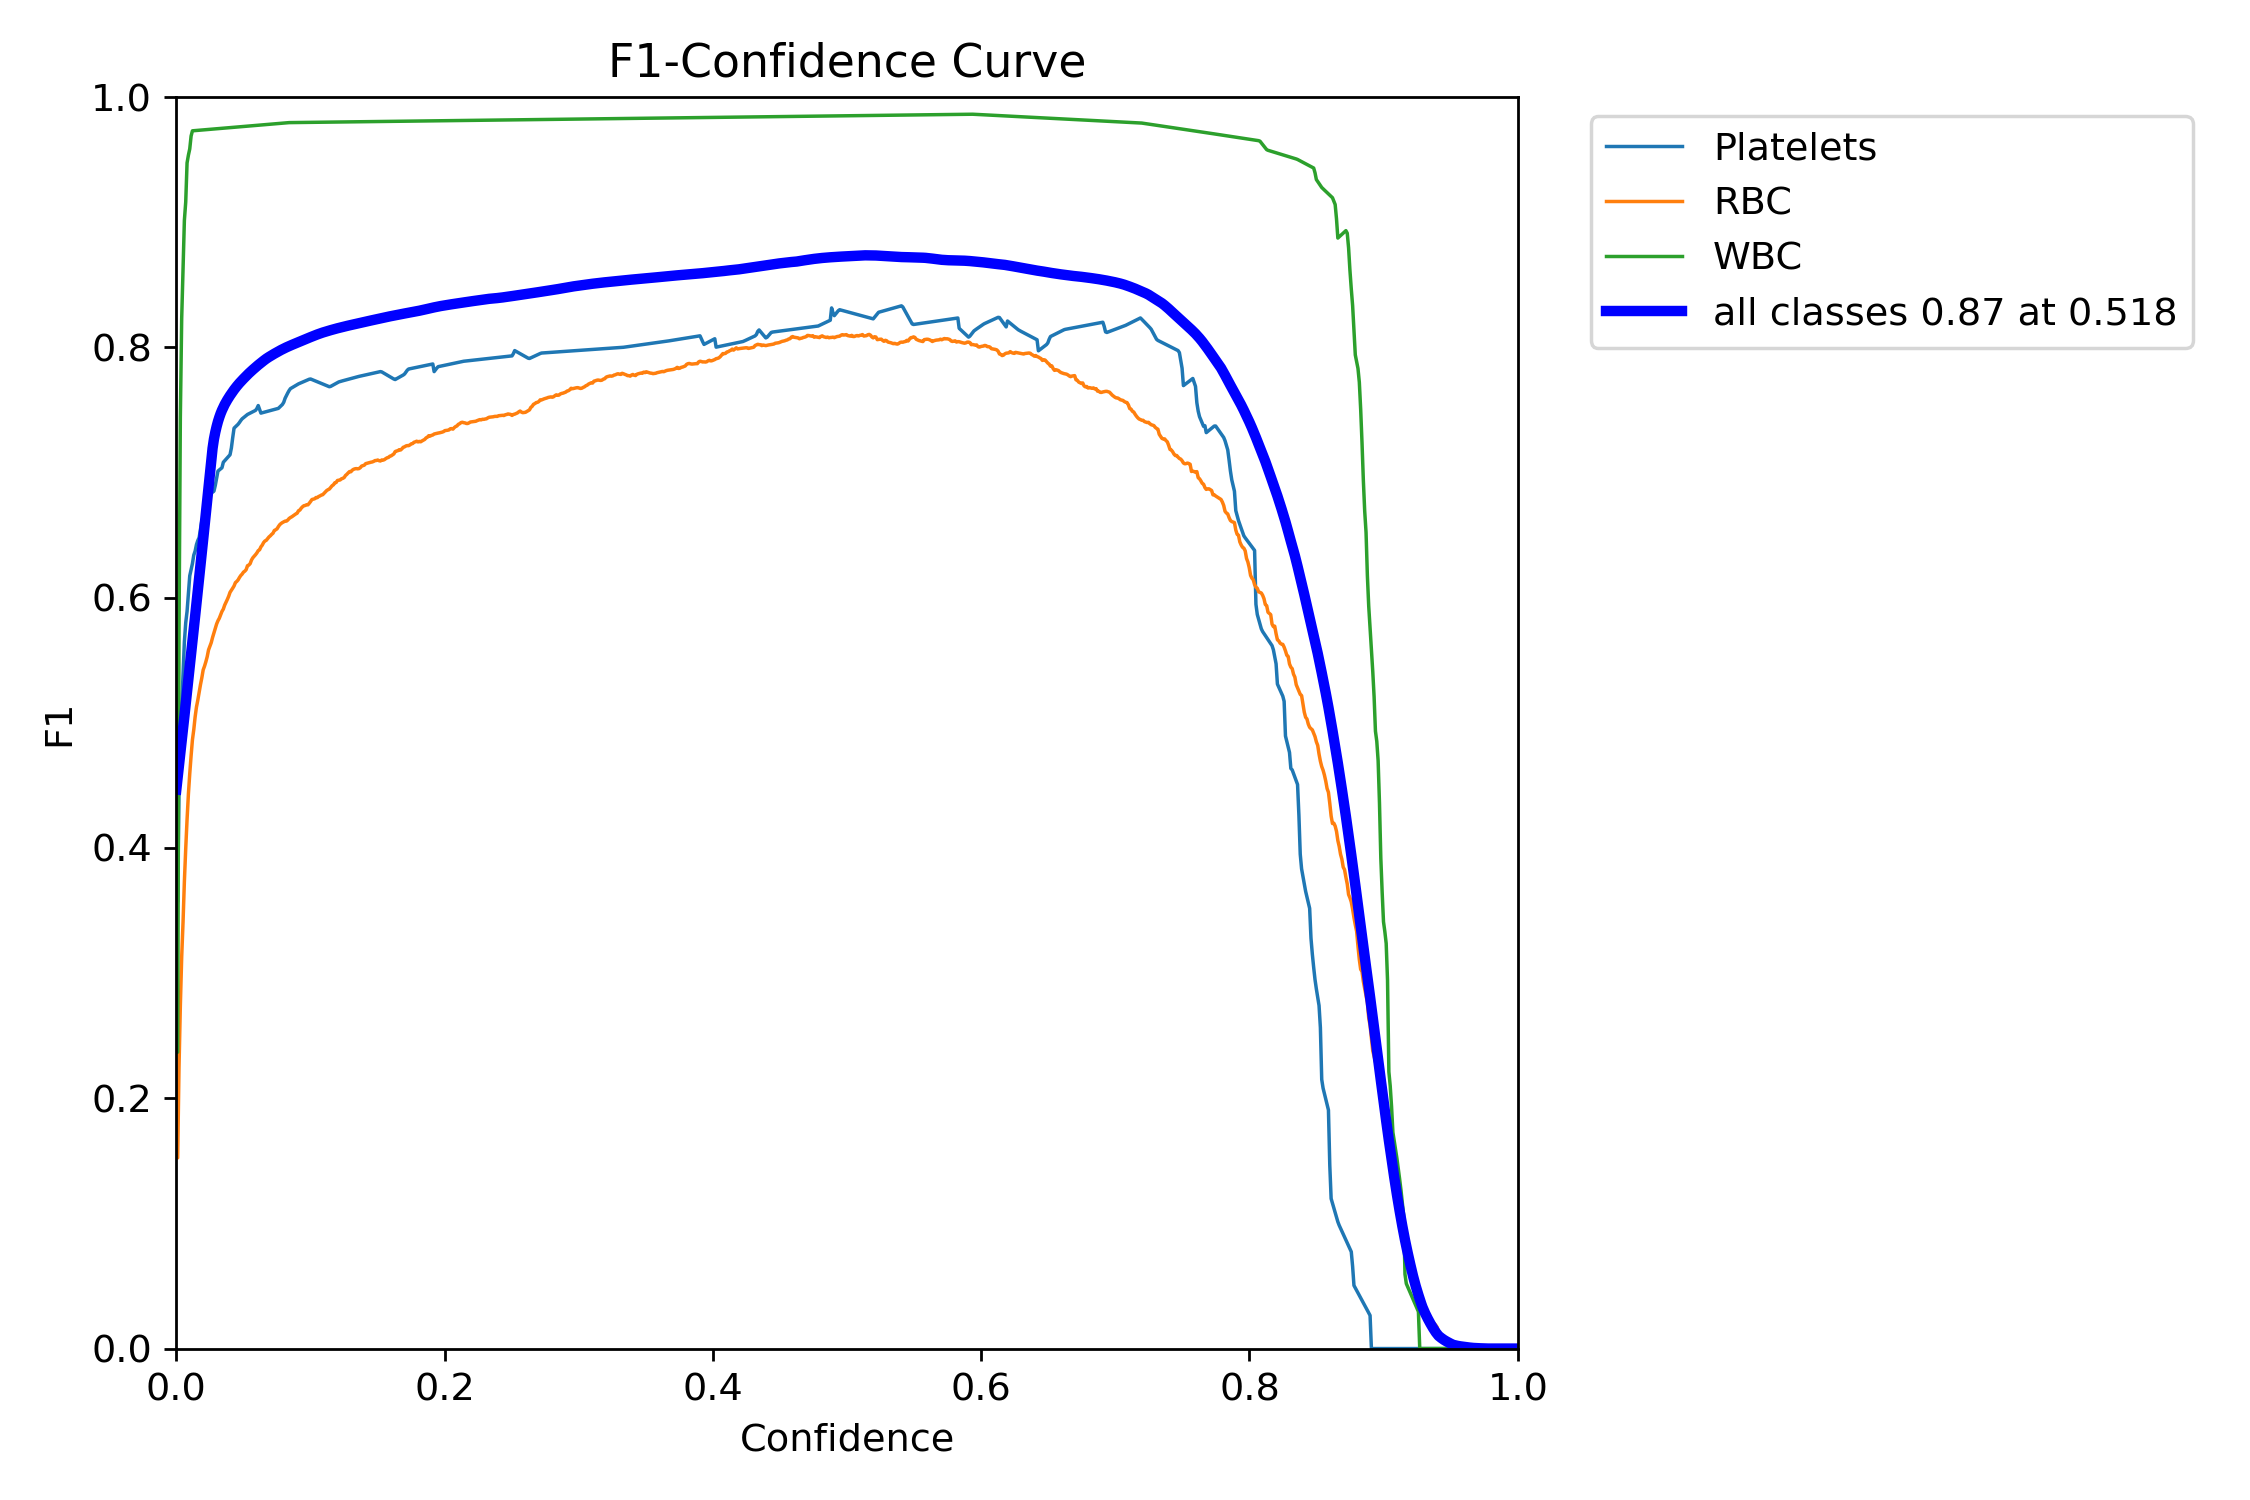 F1-Confidence Curve
1.0
0.8
0.6
0.4
0.2
0.0
F1
0.0 0.2 0.4 0.6 0.8 1.0
Confidence
Platelets
RBC
WBC
all classes 0.87 at 0.518